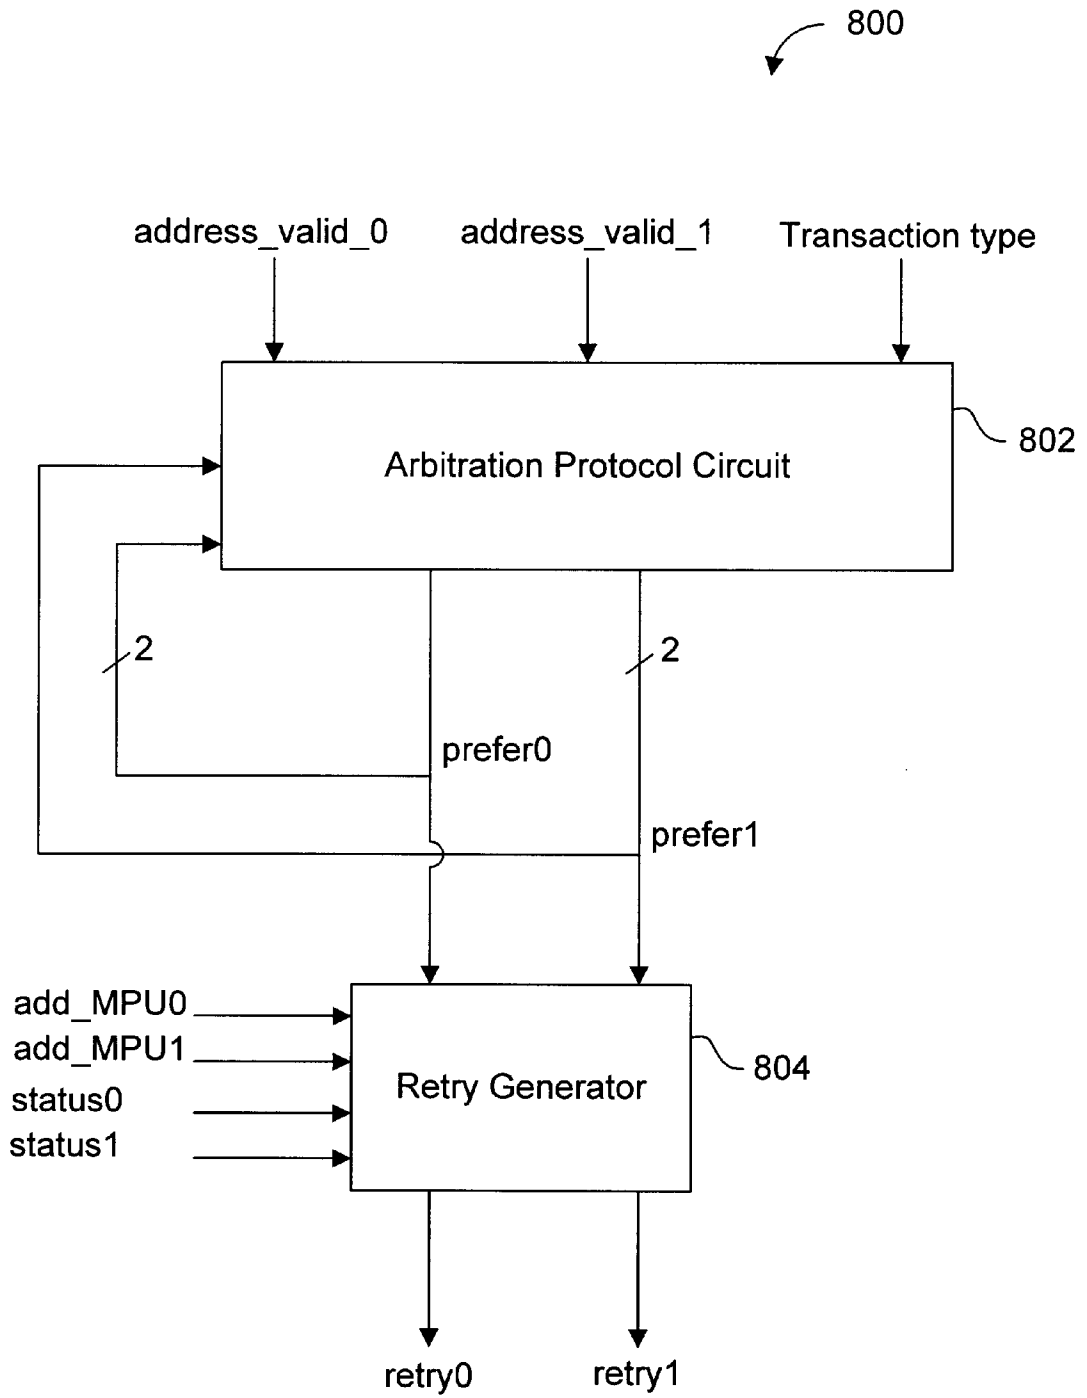 800
address_valid_0
address_valid_1
Transaction type
802
Arbitration Protocol Circuit
2
2
prefer0
prefer1
add_MPU0
add_MPU1
status0
status1
Retry Generator
804
retry0
retry1